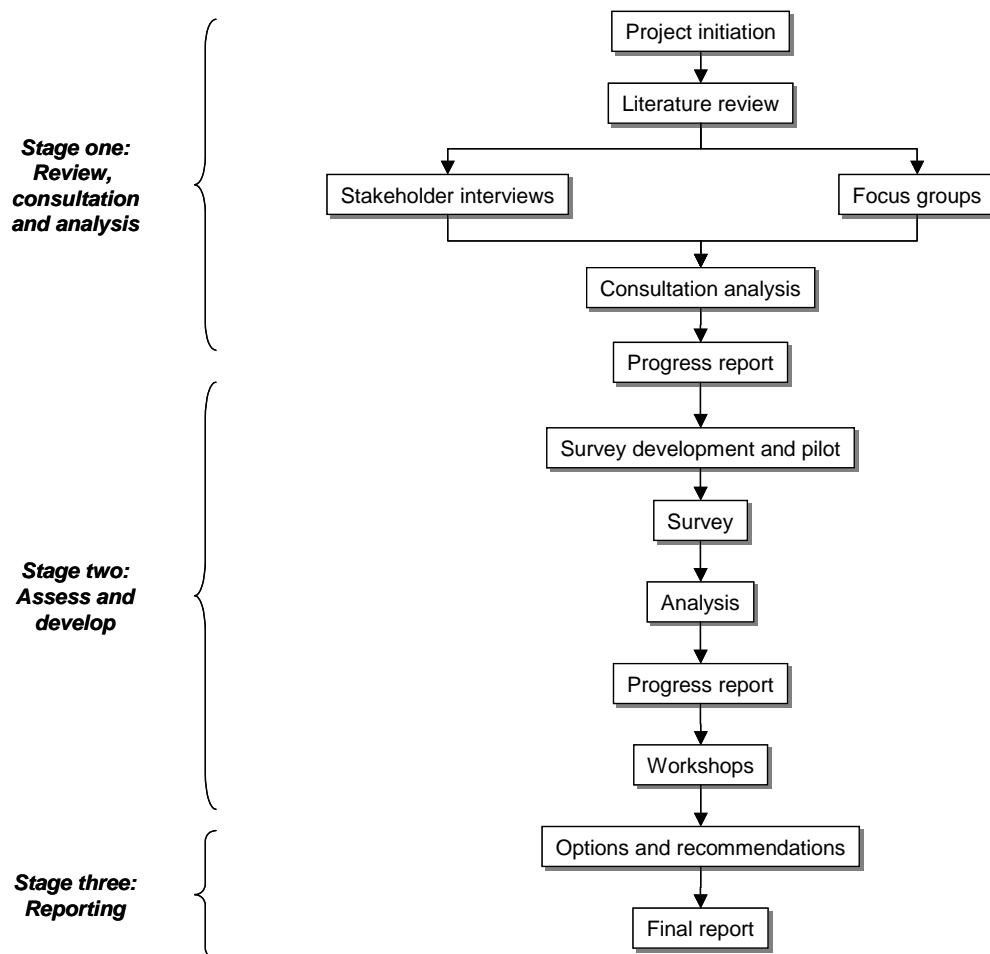 Project initiation
Literature review
Stage one:
Review,
consultation
and analysis
Stakeholder interviews
Focus groups
Consultation analysis
Progress report
Survey development and pilot
Survey
Stage two:
Assess and
develop
Analysis
Progress report
Workshops
Options and recommendations
Stage three:
Reporting
Final report